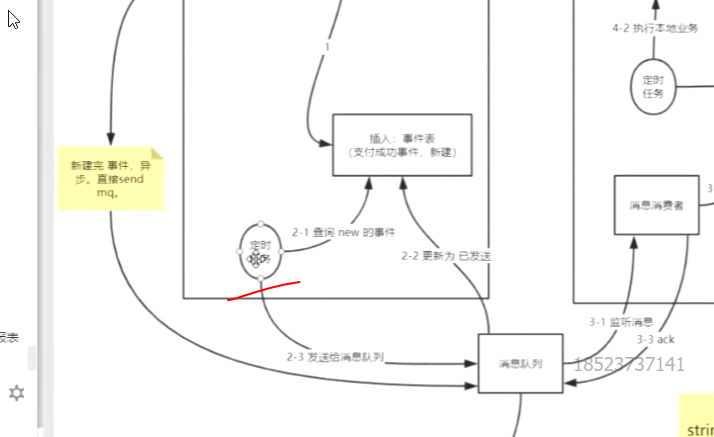 4-2 执行本地业务
定时
任务
1
插入：事件表
（支付成功事件、新建）
新建完 事件，异
步。直接send
mq。
消息消费者
3-
2-1 查询 new 的事件
定时
务
2-2 更新为 已发送
3-1 监听消息
报表
3-3 ack
2-3 发送给消息队列
消息队列
18523737141
strin